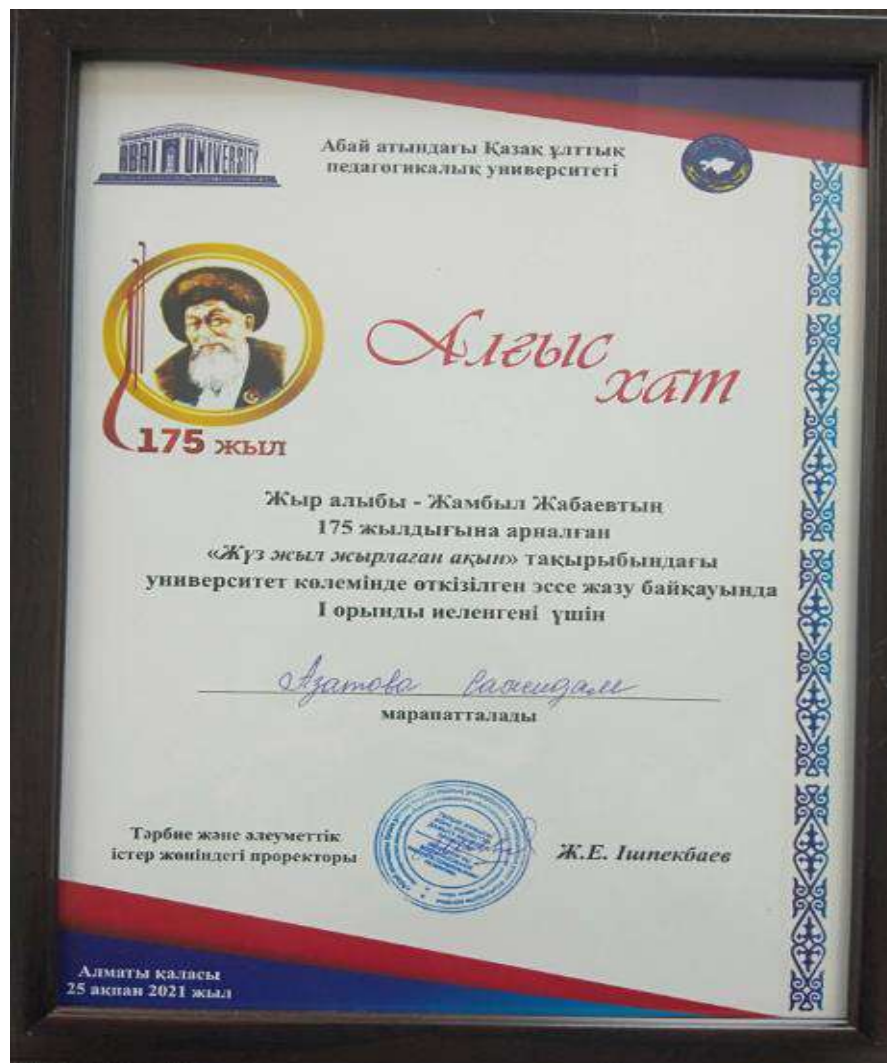 ABAI UNIVERSITY
Абай атындағы Қазақ ұлттық
педагогикалық университеті
Алғыс
хат
175 жыл
Жыр алыбы - Жамбыл Жабаевтың
175 жылдығына арналған
«Жүз жыл жырлаған ақын» тақырыбындағы
университет көлемінде өткізілген эссе жазу байқауында
І орынды иеленгені үшін
Азатова
марапатталады
Тәрбие және әлеуметтік
істер жөніндегі проректоры
Ж.Е. Ішпекбаев
Алматы қаласы
25 ақпан 2021 жыл